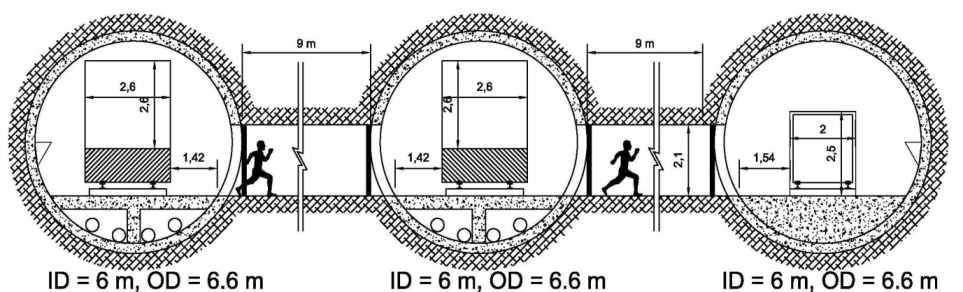 9 m
9 m
2,6
2,6
1,42
2,6
2,6
1,42
2,1
1,54
2
2,5
ID = 6 m, OD = 6.6 m
ID = 6 m, OD = 6.6 m
ID = 6 m, OD = 6.6 m